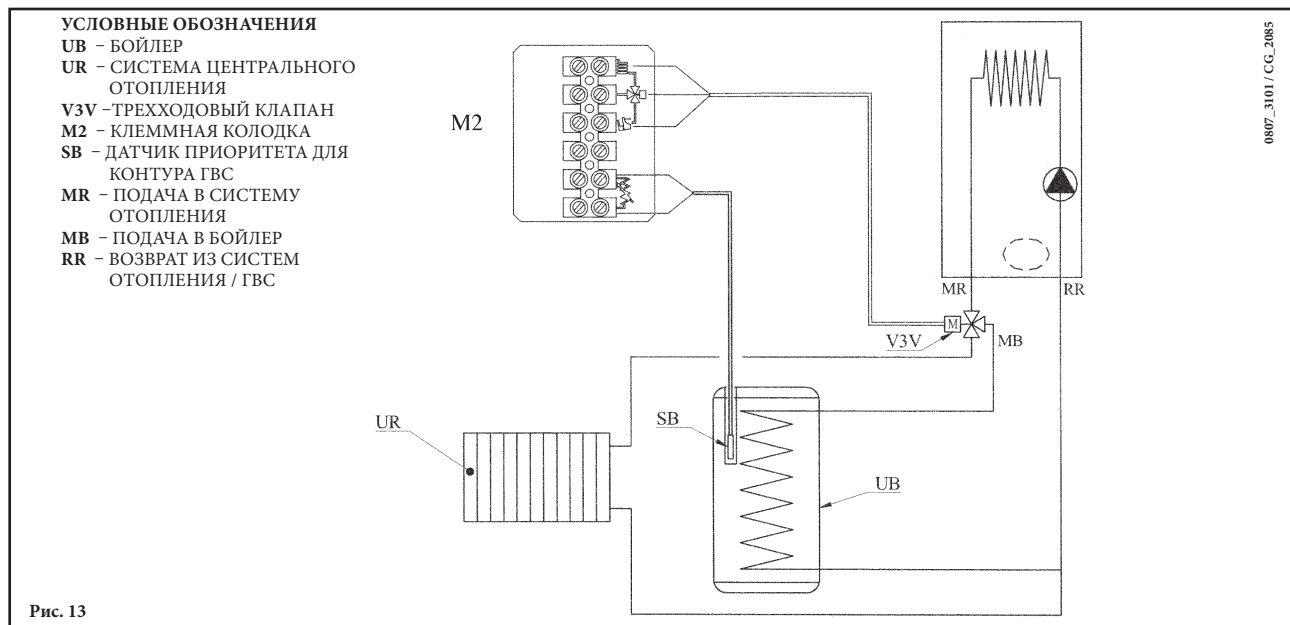 УСЛОВНЫЕ ОБОЗНАЧЕНИЯ
UB – БОЙЛЕР
UR – СИСТЕМА ЦЕНТРАЛЬНОГО
ОТОПЛЕНИЯ
V3V –ТРЕХХОДОВЫЙ КЛАПАН
M2 – КЛЕММНАЯ КОЛОДКА
SB – ДАТЧИК ПРИОРИТЕТА ДЛЯ
КОНТУРА ГВС
MR – ПОДАЧА В СИСТЕМУ
ОТОПЛЕНИЯ
MB – ПОДАЧА В БОЙЛЕР
RR – ВОЗВРАТ ИЗ СИСТЕМ
ОТОПЛЕНИЯ / ГВС
M2
0807_3101 / CG_2085
MR
RR
M
V3V
MB
UR
SB
UB
Рис. 13